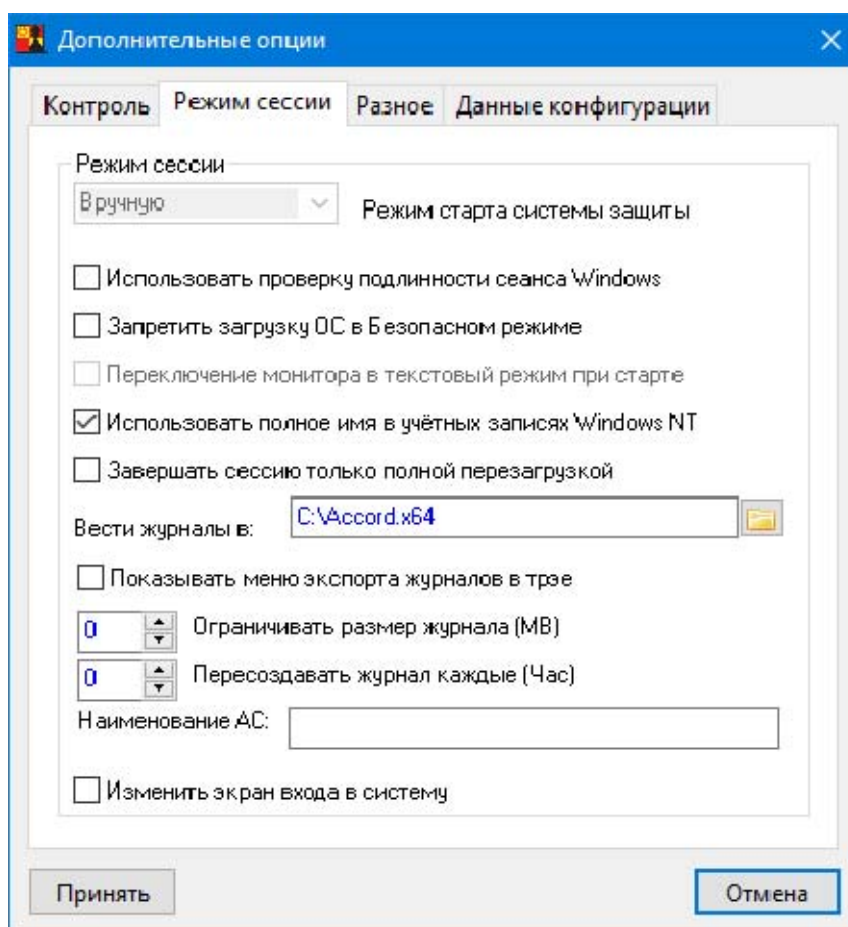 Дополнительные опции
Контроль Режим сессии Разное Данные конфигурации
Режим сессии
Вручную Режим старта системы защиты
Использовать проверку подлинности сеанса Windows
Запретить загрузку ОС в Безопасном режиме
Переключение монитора в текстовый режим при старте
Использовать полное имя в учётных записях Windows NT
Завершать сессию только полной перезагрузкой
Вести журналы в: C:\Accord.x64
Показывать меню экспорта журналов в трэе
0 Ограничивать размер журнала (MB)
0 Пересоздавать журнал каждые (Час)
Наименование АС:
Изменить экран входа в систему
Принять Отмена